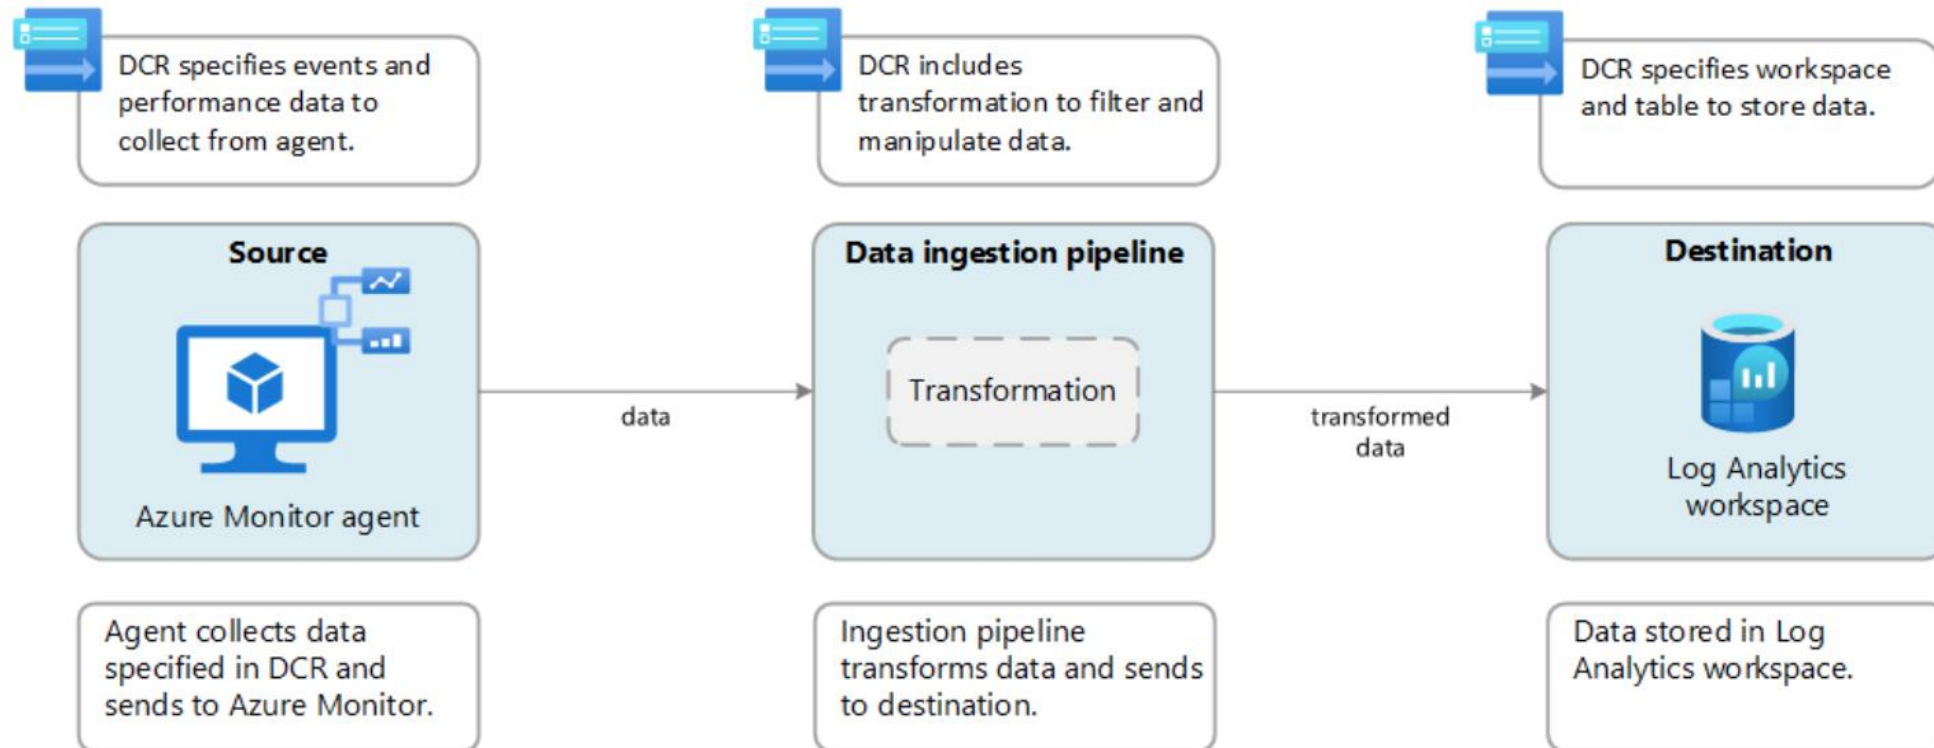 DCR specifies events and
performance data to
collect from agent.
DCR includes
transformation to filter and
manipulate data.
DCR specifies workspace
and table to store data.
Source
Azure Monitor agent
data
Data ingestion pipeline
Transformation
transformed
data
Destination
Log Analytics
workspace
Agent collects data
specified in DCR and
sends to Azure Monitor.
Ingestion pipeline
transforms data and sends
to destination.
Data stored in Log
Analytics workspace.